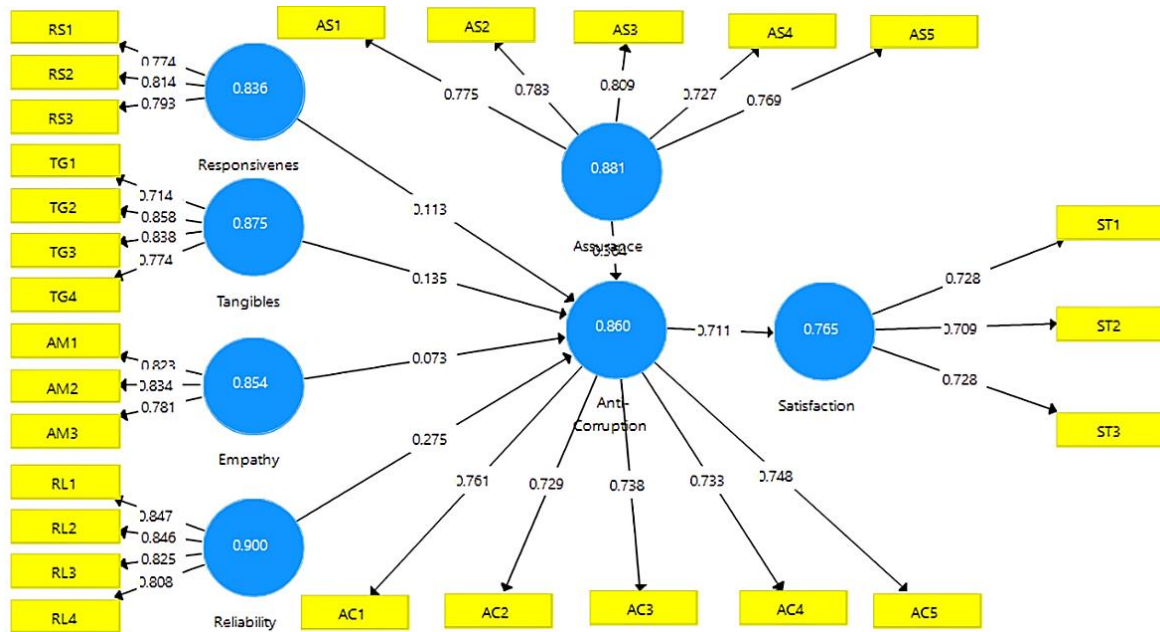 RS1
RS2
RS3
0.774
0.814
0.793
0.836
Responsivenes
TG1
TG2
TG3
TG4
0.714
0.858
0.838
0.774
0.875
Tangibles
AM1
AM2
AM3
0.823
0.834
0.781
0.854
Empathy
RL1
RL2
RL3
RL4
0.847
0.846
0.825
0.808
0.900
Reliability
AS1
AS2
AS3
AS4
AS5
0.775
0.783
0.809
0.727
0.769
0.881
Assurance
0.113
0.135
0.073
0.275
0.860
Anti-
Corruption
0.711
0.765
Satisfaction
0.728
0.709
0.728
ST1
ST2
ST3
0.761
0.729
0.738
0.733
0.748
AC1
AC2
AC3
AC4
AC5